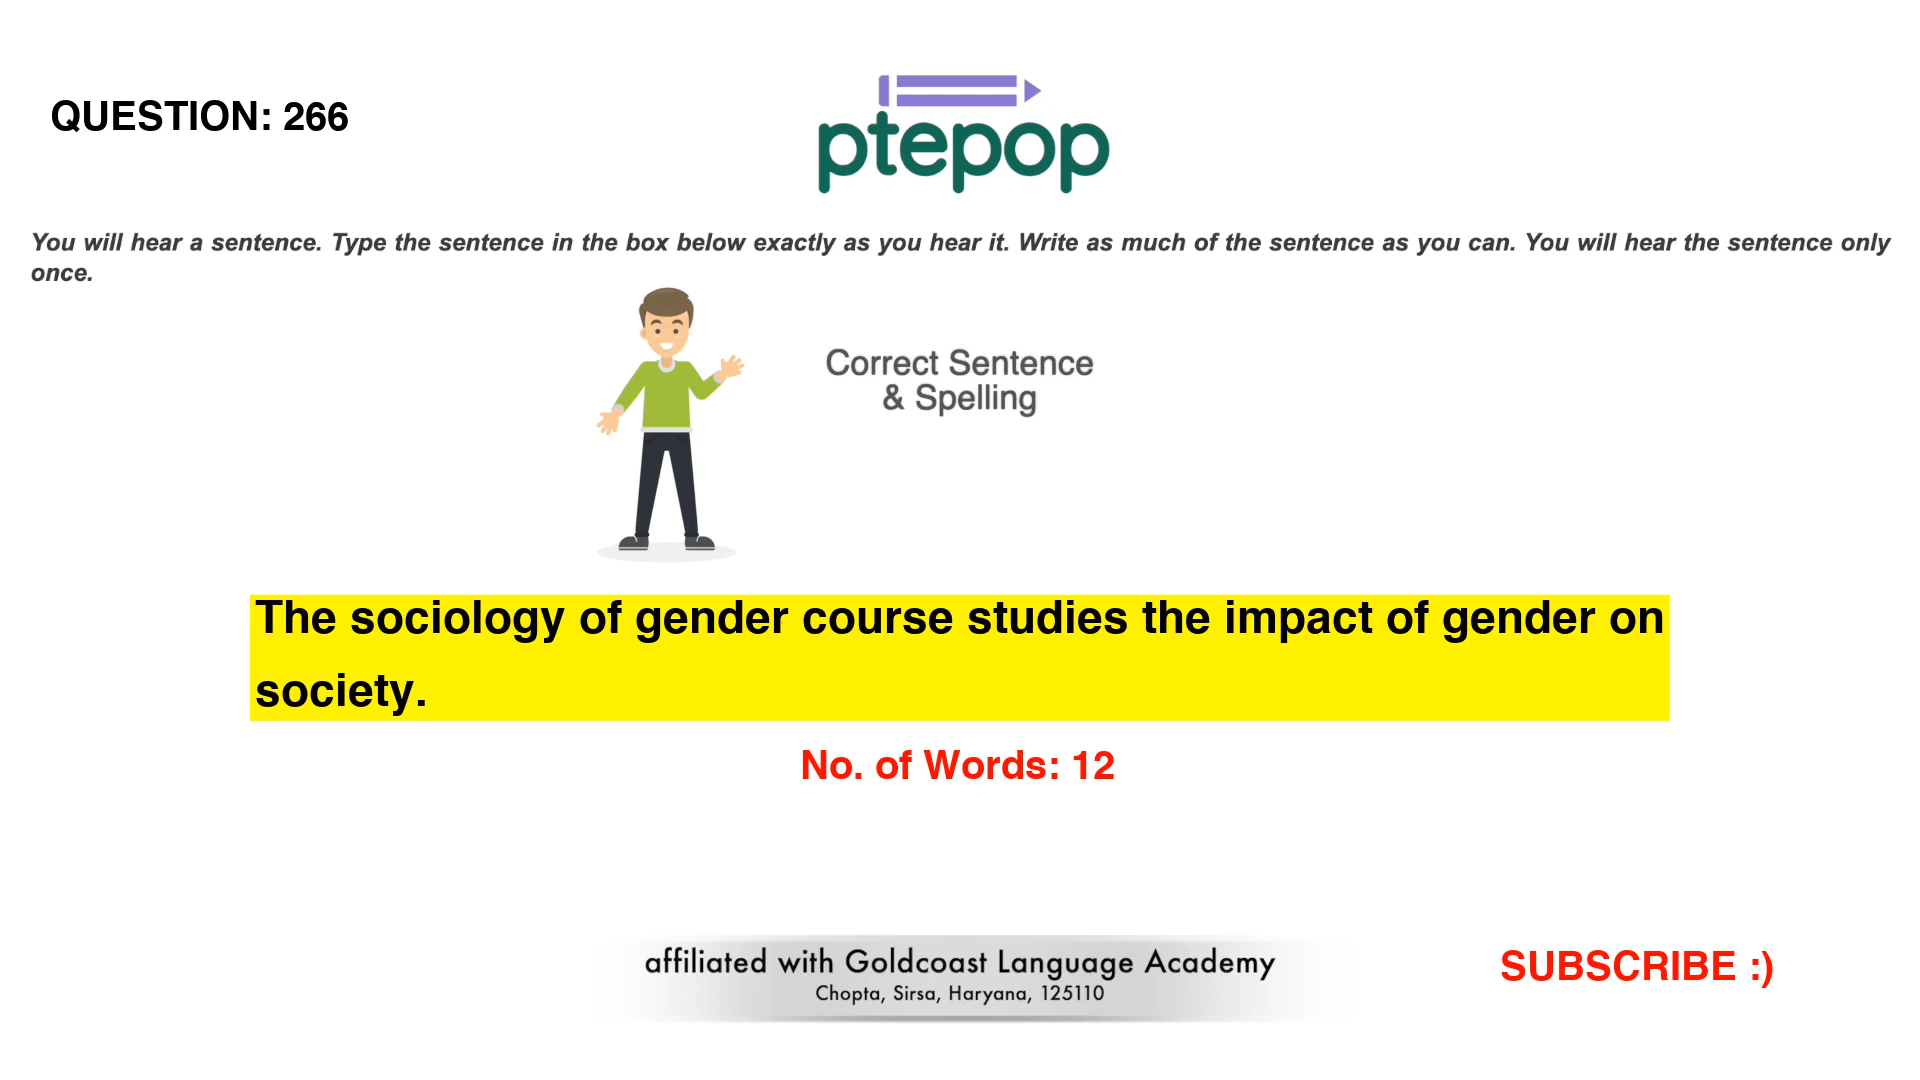 QUESTION: 266
ptepop
You will hear a sentence. Type the sentence in the box below exactly as you hear it. Write as much of the sentence as you can. You will hear the sentence only
once.
Correct Sentence
& Spelling
The sociology of gender course studies the impact of gender on
society.
No. of Words: 12
affiliated with Goldcoast Language Academy
Chopta, Sirsa, Haryana, 125110
SUBSCRIBE :)